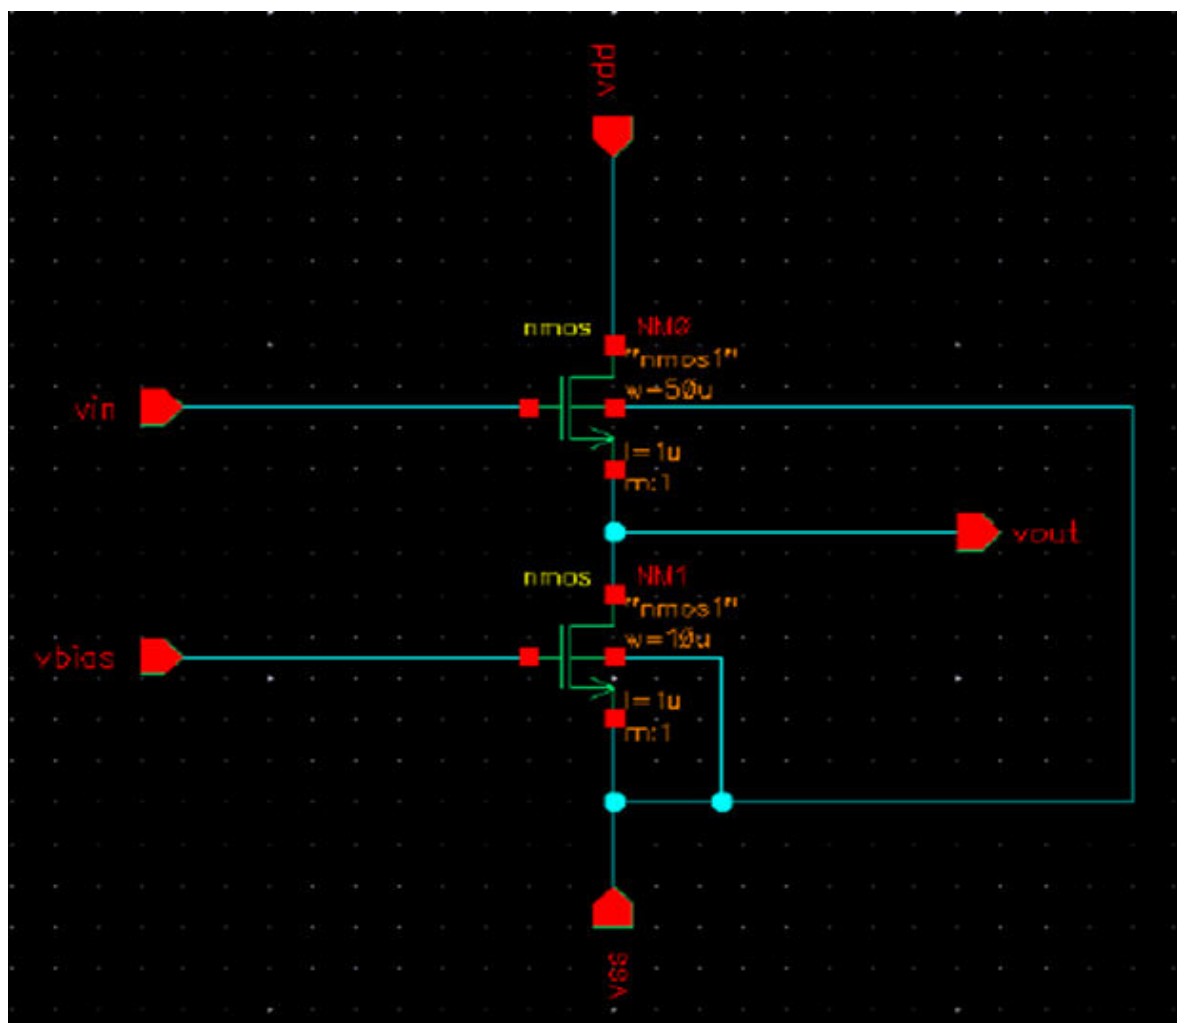 vdd
nmos NM0
"nmos1"
w=50u
vin
l=1u
m:1
vout
nmos NM1
"nmos1"
w=10u
vbias
l=1u
m:1
vss